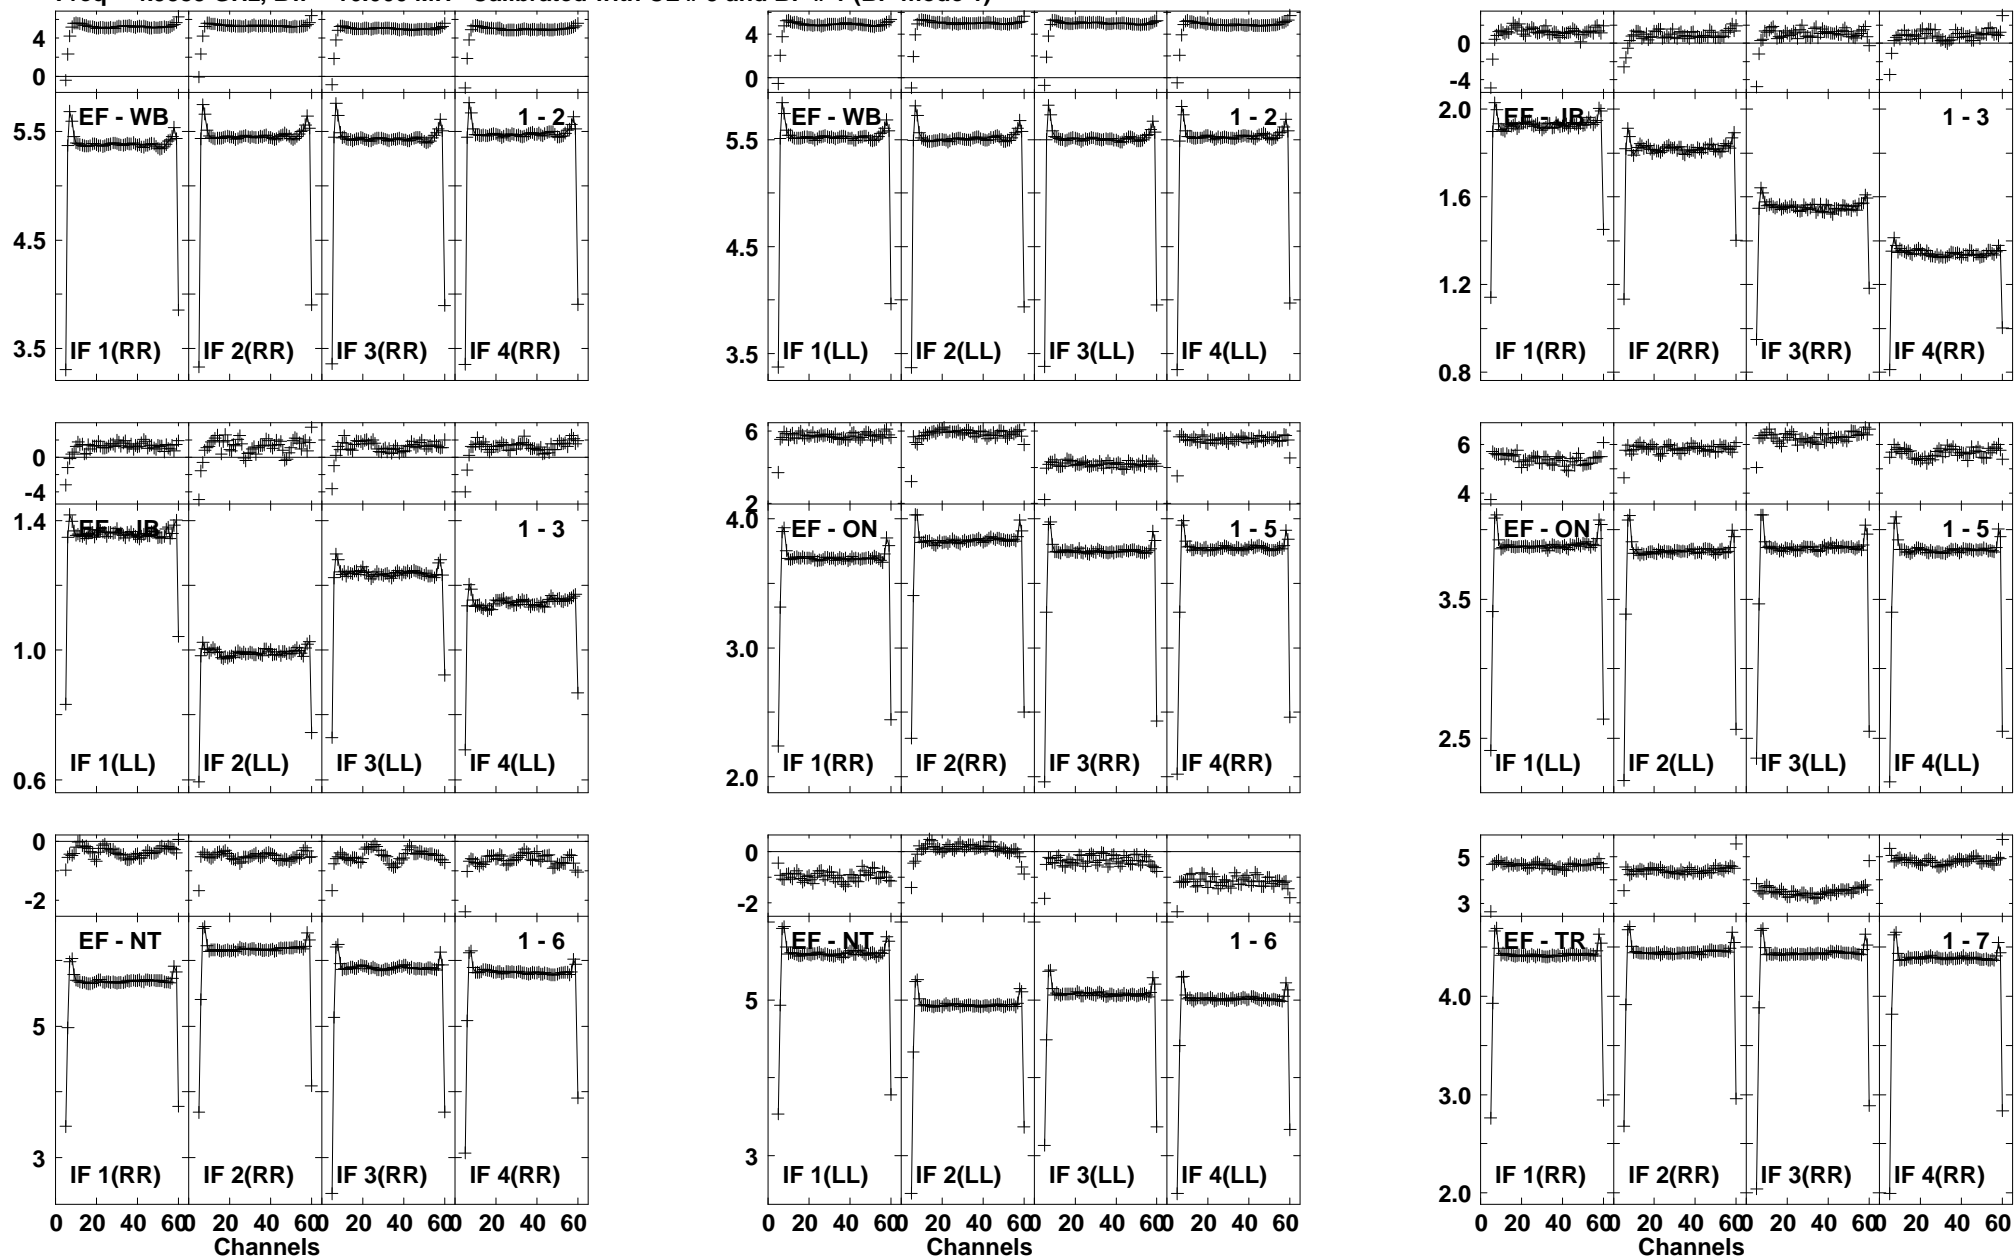 Calibrated with and
4 4 0
0 0 -4
EF - WB 1 - 2 EF - WB 1 - 2 EF - JB 1 - 3
5.5 5.5 2.0
1.6
4.5 4.5
1.2
3.5 3.5 0.8
IF 1(RR) IF 2(RR) IF 3(RR) IF 4(RR) IF 1(LL) IF 2(LL) IF 3(LL) IF 4(LL) IF 1(RR) IF 2(RR) IF 3(RR) IF 4(RR)
0 6 6
-4 2 4
EF - JB 1 - 3 EF - ON 1 - 5 EF - ON 1 - 5
1.4 4.0
3.5
1.0 3.0
2.5
0.6 2.0
IF 1(LL) IF 2(LL) IF 3(LL) IF 4(LL) IF 1(RR) IF 2(RR) IF 3(RR) IF 4(RR) IF 1(LL) IF 2(LL) IF 3(LL) IF 4(LL)
0 0 5
-2 -2 3
EF - NT 1 - 6 EF - NT 1 - 6 EF - TR 1 - 7
5 5 4.0
3 3 3.0
2.0
IF 1(RR) IF 2(RR) IF 3(RR) IF 4(RR) IF 1(LL) IF 2(LL) IF 3(LL) IF 4(LL) IF 1(RR) IF 2(RR) IF 3(RR) IF 4(RR)
0 20 40 60 0 20 40 60 0 20 40 60 0 20 40 60 0 20 40 60 0 20 40 60 0 20 40 60 0 20 40 60 0 20 40 60 0 20 40 60 0 20 40 60 0 20 40 60
Channels Channels Channels